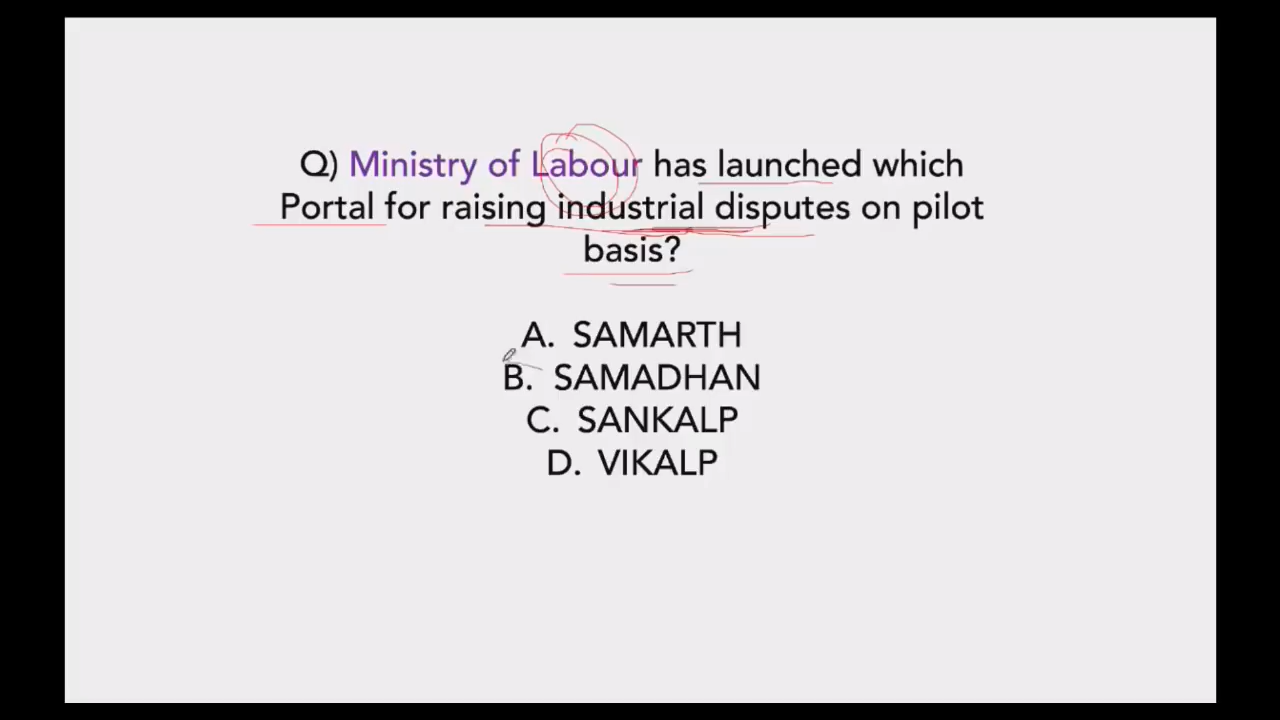 Q) Ministry of Labour has launched which
Portal for raising industrial disputes on pilot
basis?
A. SAMARTH
B. SAMADHAN
C. SANKALP
D. VIKALP